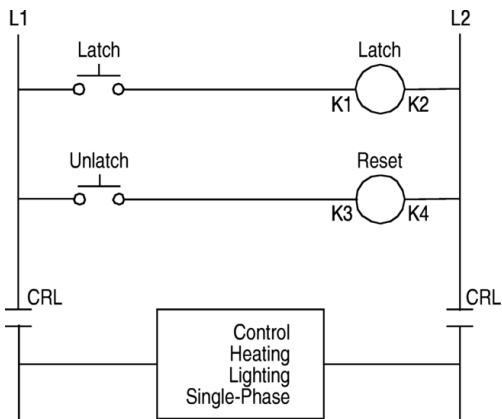 L1
L2
Latch
Latch
K1
K2
Unlatch
Reset
K3
K4
CRL
CRL
Control
Heating
Lighting
Single-Phase